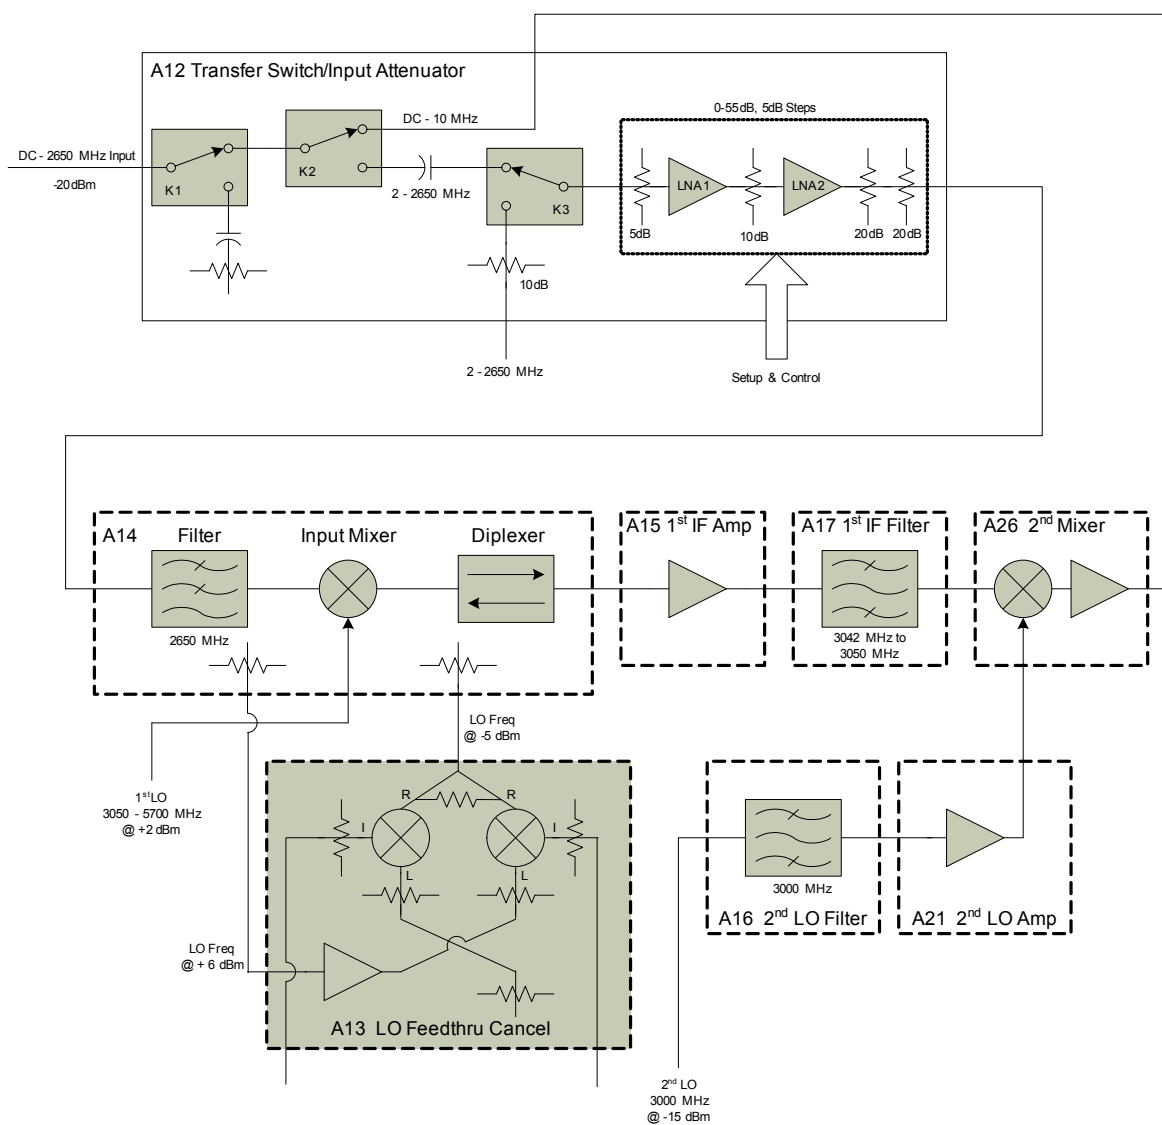 A12 Transfer Switch/Input Attenuator
0-55dB, 5dB Steps
DC - 10 MHz
DC - 2650 MHz Input
-20dBm
K1
K2
2 - 2650 MHz
K3
LNA1
LNA2
5dB
10dB
20dB
20dB
10dB
2 - 2650 MHz
Setup & Control
A14
Filter
Input Mixer
Diplexer
A15 1st IF Amp
A17 1st IF Filter
A26 2nd Mixer
2650 MHz
3042 MHz to
3050 MHz
LO Freq
@ -5 dBm
1st LO
3050 - 5700 MHz
@ +2 dBm
R
R
I
I
L
L
3000 MHz
A16 2nd LO Filter
A21 2nd LO Amp
LO Freq
@ + 6 dBm
A13 LO Feedthru Cancel
2nd LO
3000 MHz
@ -15 dBm